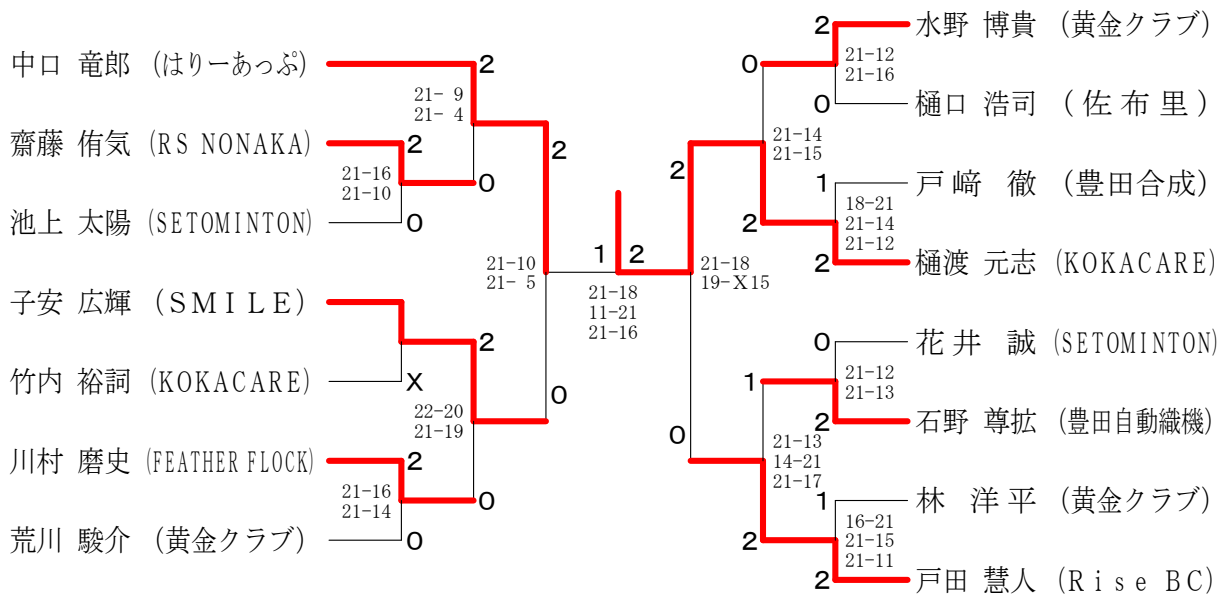 中口 竜郎 (はりーあっぷ)
2
21- 9
21- 4
齋藤 侑気 (RS NONAKA)
2
0
21-16
21-10
池上 太陽 (SETOMINTON)
0
2
21-10
21- 5
子安 広輝 (SMILE)
2
竹内 裕詞 (KOKACARE)
X
0
22-20
21-19
川村 磨史 (FEATHER FLOCK)
2
0
21-16
21-14
荒川 駿介 (黄金クラブ)
0
1 2
21-18
11-21
21-16
2 水野 博貴 (黄金クラブ)
0
21-12
21-16
0 樋口 浩司 (佐布里)
21-14
21-15
2
1 戸﨑 徹 (豊田合成)
18-21
21-14
21-12
2
2 樋渡 元志 (KOKACARE)
21-18
19-X15
0 花井 誠 (SETOMINTON)
1
21-12
21-13
2 石野 尊拡 (豊田自動織機)
0
21-13
14-21
21-17
1 林 洋平 (黄金クラブ)
16-21
21-15
21-11
2
2 戸田 慧人 (Rise BC)